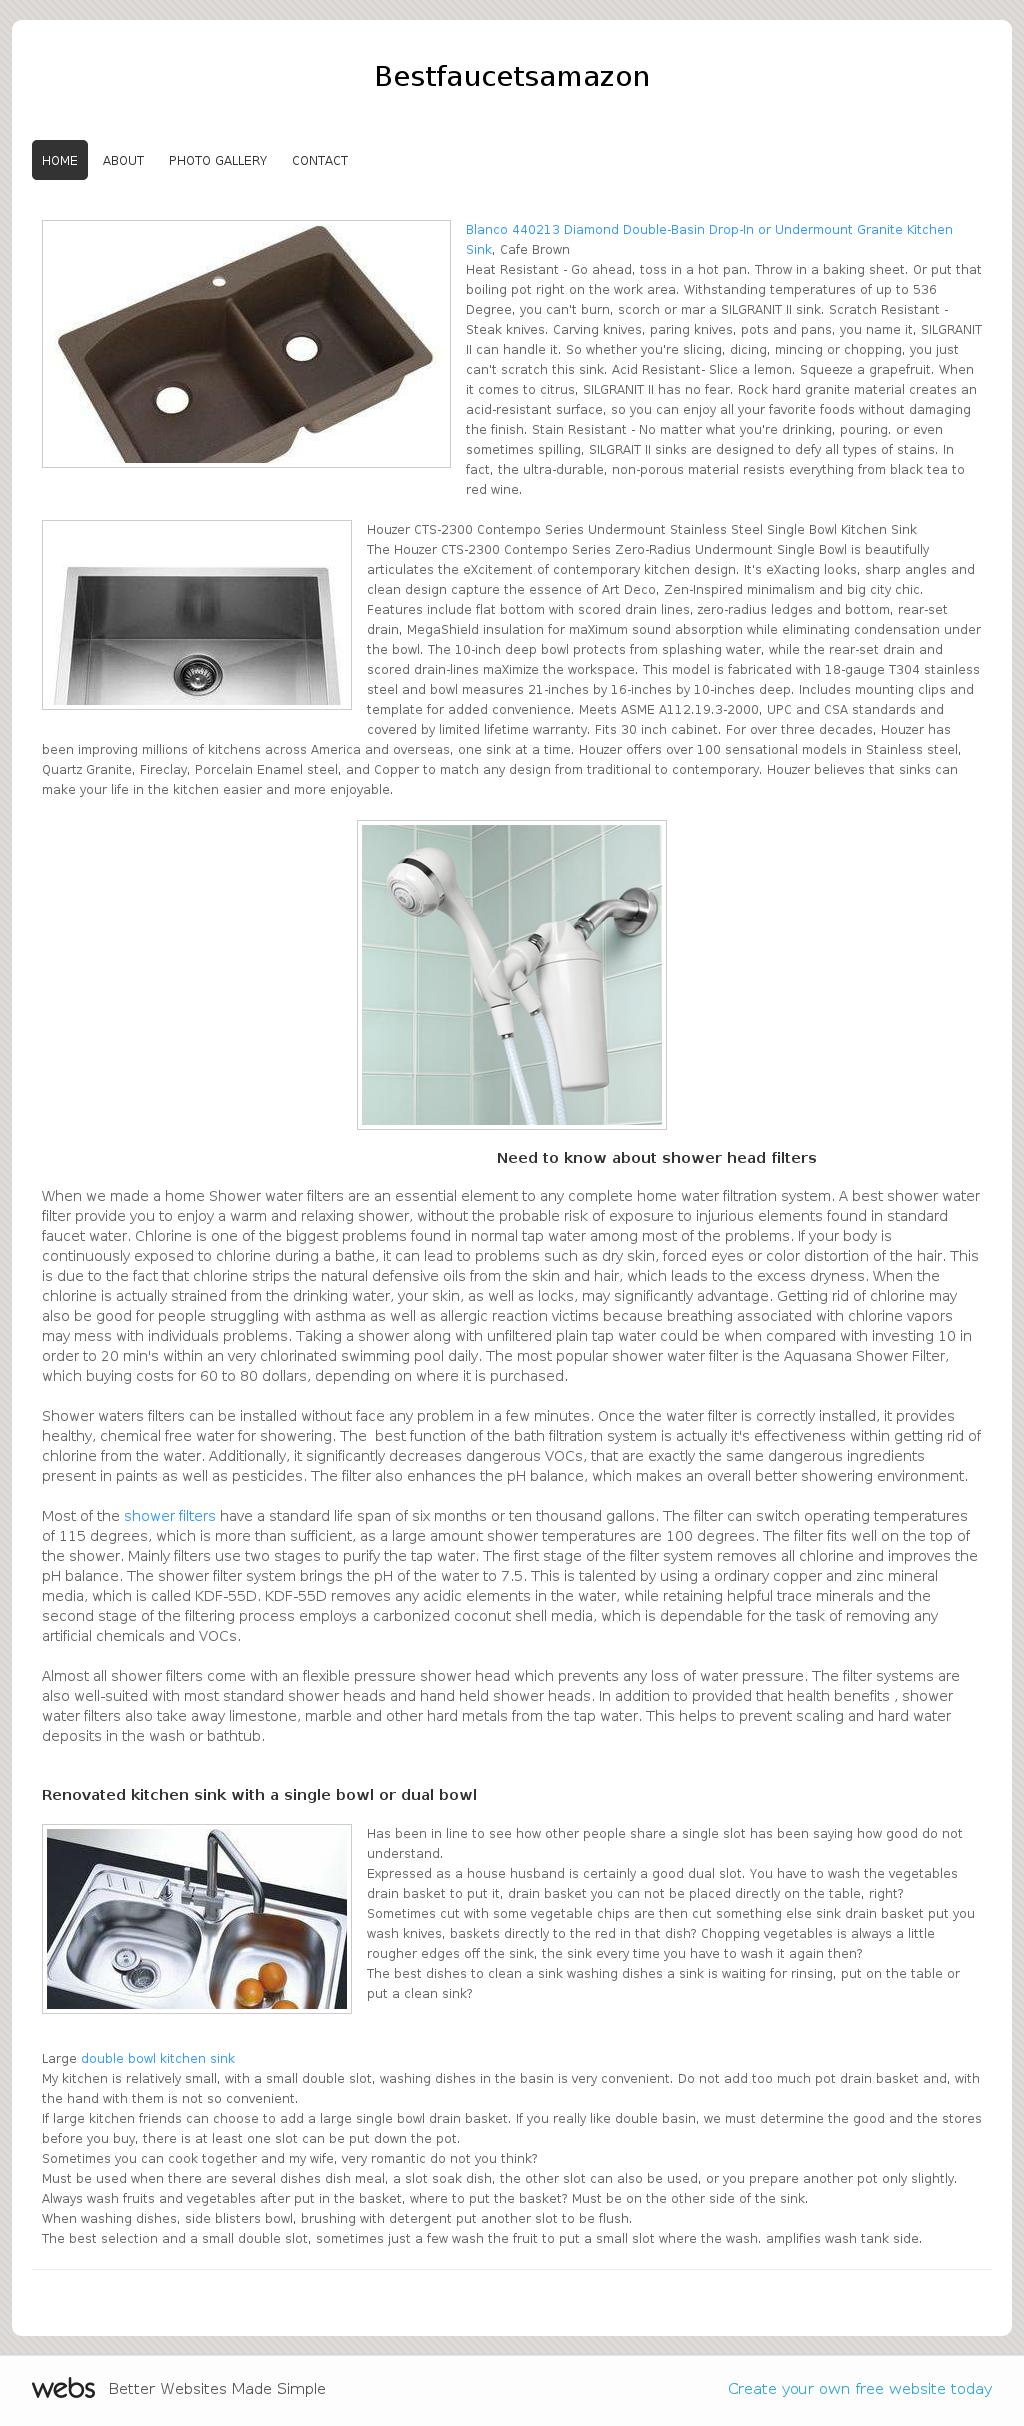 Bestfaucetsamazon
HOME ABOUT PHOTO GALLERY CONTACT
Blanco 440213 Diamond Double-Basin Drop-In or Undermount Granite Kitchen
Sink, Cafe Brown
Heat Resistant - Go ahead, toss in a hot pan. Throw in a baking sheet. Or put that
boiling pot right on the work area. Withstanding temperatures of up to 536
Degree, you can't burn, scorch or mar a SILGRANIT II sink. Scratch Resistant -
Steak knives. Carving knives, paring knives, pots and pans, you name it, SILGRANIT
II can handle it. So whether you're slicing, dicing, mincing or chopping, you just
can't scratch this sink. Acid Resistant- Slice a lemon. Squeeze a grapefruit. When
it comes to citrus, SILGRANIT II has no fear. Rock hard granite material creates an
acid-resistant surface, so you can enjoy all your favorite foods without damaging
the finish. Stain Resistant - No matter what you're drinking, pouring. or even
sometimes spilling, SILGRAIT II sinks are designed to defy all types of stains. In
fact, the ultra-durable, non-porous material resists everything from black tea to
red wine.
Houzer CTS-2300 Contempo Series Undermount Stainless Steel Single Bowl Kitchen Sink
The Houzer CTS-2300 Contempo Series Zero-Radius Undermount Single Bowl is beautifully
articulates the eXcitement of contemporary kitchen design. It's eXacting looks, sharp angles and
clean design capture the essence of Art Deco, Zen-Inspired minimalism and big city chic.
Features include flat bottom with scored drain lines, zero-radius ledges and bottom, rear-set
drain, MegaShield insulation for maXimum sound absorption while eliminating condensation under
the bowl. The 10-inch deep bowl protects from splashing water, while the rear-set drain and
scored drain-lines maXimize the workspace. This model is fabricated with 18-gauge T304 stainless
steel and bowl measures 21-inches by 16-inches by 10-inches deep. Includes mounting clips and
template for added convenience. Meets ASME A112.19.3-2000, UPC and CSA standards and
covered by limited lifetime warranty. Fits 30 inch cabinet. For over three decades, Houzer has
been improving millions of kitchens across America and overseas, one sink at a time. Houzer offers over 100 sensational models in Stainless steel,
Quartz Granite, Fireclay, Porcelain Enamel steel, and Copper to match any design from traditional to contemporary. Houzer believes that sinks can
make your life in the kitchen easier and more enjoyable.
Need to know about shower head filters
When we made a home Shower water filters are an essential element to any complete home water filtration system. A best shower water
filter provide you to enjoy a warm and relaxing shower, without the probable risk of exposure to injurious elements found in standard
faucet water. Chlorine is one of the biggest problems found in normal tap water among most of the problems. If your body is
continuously exposed to chlorine during a bathe, it can lead to problems such as dry skin, forced eyes or color distortion of the hair. This
is due to the fact that chlorine strips the natural defensive oils from the skin and hair, which leads to the excess dryness. When the
chlorine is actually strained from the drinking water, your skin, as well as locks, may significantly advantage. Getting rid of chlorine may
also be good for people struggling with asthma as well as allergic reaction victims because breathing associated with chlorine vapors
may mess with individuals problems. Taking a shower along with unfiltered plain tap water could be when compared with investing 10 in
order to 20 min's within an very chlorinated swimming pool daily. The most popular shower water filter is the Aquasana Shower Filter,
which buying costs for 60 to 80 dollars, depending on where it is purchased.
Shower waters filters can be installed without face any problem in a few minutes. Once the water filter is correctly installed, it provides
healthy, chemical free water for showering. The  best function of the bath filtration system is actually it's effectiveness within getting rid of
chlorine from the water. Additionally, it significantly decreases dangerous VOCs, that are exactly the same dangerous ingredients
present in paints as well as pesticides. The filter also enhances the pH balance, which makes an overall better showering environment.
Most of the shower filters have a standard life span of six months or ten thousand gallons. The filter can switch operating temperatures
of 115 degrees, which is more than sufficient, as a large amount shower temperatures are 100 degrees. The filter fits well on the top of
the shower. Mainly filters use two stages to purify the tap water. The first stage of the filter system removes all chlorine and improves the
pH balance. The shower filter system brings the pH of the water to 7.5. This is talented by using a ordinary copper and zinc mineral
media, which is called KDF-55D. KDF-55D removes any acidic elements in the water, while retaining helpful trace minerals and the
second stage of the filtering process employs a carbonized coconut shell media, which is dependable for the task of removing any
artificial chemicals and VOCs.
Almost all shower filters come with an flexible pressure shower head which prevents any loss of water pressure. The filter systems are
also well-suited with most standard shower heads and hand held shower heads. In addition to provided that health benefits , shower
water filters also take away limestone, marble and other hard metals from the tap water. This helps to prevent scaling and hard water
deposits in the wash or bathtub.
Renovated kitchen sink with a single bowl or dual bowl
Has been in line to see how other people share a single slot has been saying how good do not
understand.
Expressed as a house husband is certainly a good dual slot. You have to wash the vegetables
drain basket to put it, drain basket you can not be placed directly on the table, right?
Sometimes cut with some vegetable chips are then cut something else sink drain basket put you
wash knives, baskets directly to the red in that dish? Chopping vegetables is always a little
rougher edges off the sink, the sink every time you have to wash it again then?
The best dishes to clean a sink washing dishes a sink is waiting for rinsing, put on the table or
put a clean sink?
Large double bowl kitchen sink
My kitchen is relatively small, with a small double slot, washing dishes in the basin is very convenient. Do not add too much pot drain basket and, with
the hand with them is not so convenient.
If large kitchen friends can choose to add a large single bowl drain basket. If you really like double basin, we must determine the good and the stores
before you buy, there is at least one slot can be put down the pot.
Sometimes you can cook together and my wife, very romantic do not you think?
Must be used when there are several dishes dish meal, a slot soak dish, the other slot can also be used, or you prepare another pot only slightly.
Always wash fruits and vegetables after put in the basket, where to put the basket? Must be on the other side of the sink.
When washing dishes, side blisters bowl, brushing with detergent put another slot to be flush.
The best selection and a small double slot, sometimes just a few wash the fruit to put a small slot where the wash. amplifies wash tank side.
webs Better Websites Made Simple Create your own free website today